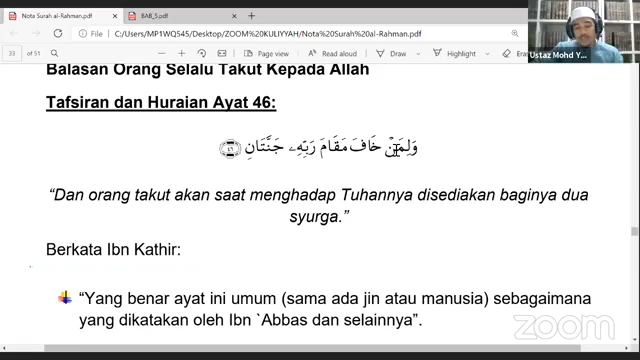 Nota Surah al-Rahman.pdf
BAB_5.pdf
File
C:/Users/MP1WQ545/Desktop/ZOOM%20KULIYYAH/Nota%20Surah%20al-Rahman.pdf
33 of 51
Page view
Read aloud
Draw
Highlight
Erase
Ustaz Mohd Y...
Balasan Orang Selalu Takut Kepada Allah
Tafsiran dan Huraian Ayat 46:
وَلِمَنْ خَافَ مَقَامَ رَبِّهِۦ جَنَّتَانِ ٤٦
“Dan orang takut akan saat menghadap Tuhannya disediakan baginya dua
syurga.”
Berkata Ibn Kathir:
“Yang benar ayat ini umum (sama ada jin atau manusia) sebagaimana
yang dikatakan oleh Ibn `Abbas dan selainnya”.
zoom